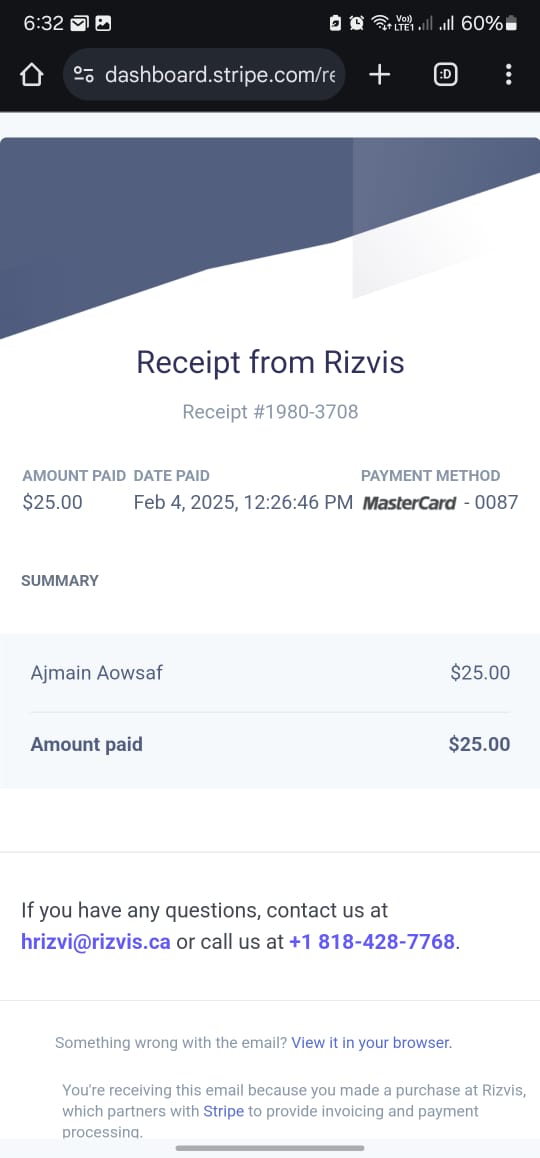 6:32 Vo)) LTE1 60%
:D
dashboard.stripe.com/re
Receipt from Rizvis
Receipt #1980-3708
AMOUNT PAID DATE PAID PAYMENT METHOD
$25.00 Feb 4, 2025, 12:26:46 PM MasterCard - 0087
SUMMARY
Ajmain Aowsaf $25.00
Amount paid $25.00
If you have any questions, contact us at
hrizvi@rizvis.ca or call us at +1 818-428-7768.
Something wrong with the email? View it in your browser.
You're receiving this email because you made a purchase at Rizvis,
which partners with Stripe to provide invoicing and payment
processing.